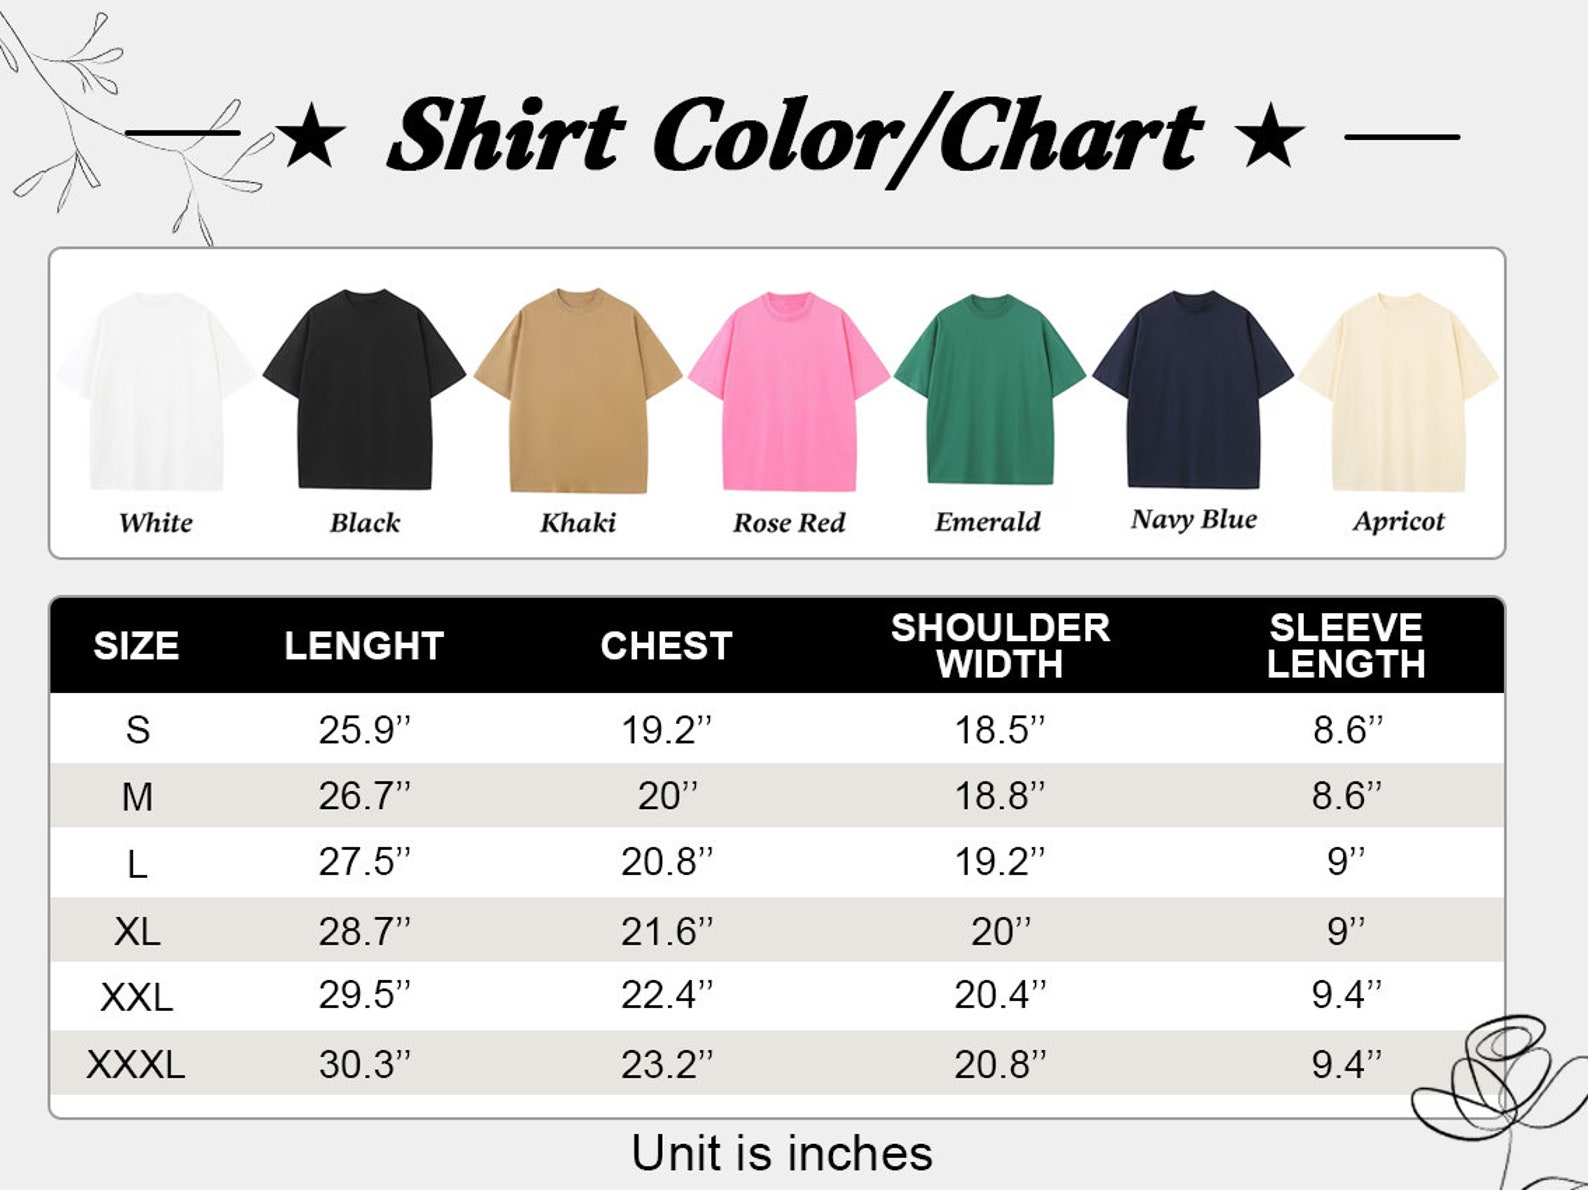 ★ Shirt Color/Chart ★
White Black Khaki Rose Red Emerald Navy Blue Apricot
SIZE LENGHT CHEST SHOULDER WIDTH SLEEVE LENGTH
S 25.9’’ 19.2’’ 18.5’’ 8.6’’
M 26.7’’ 20’’ 18.8’’ 8.6’’
L 27.5’’ 20.8’’ 19.2’’ 9’’
XL 28.7’’ 21.6’’ 20’’ 9’’
XXL 29.5’’ 22.4’’ 20.4’’ 9.4’’
XXXL 30.3’’ 23.2’’ 20.8’’ 9.4’’
Unit is inches